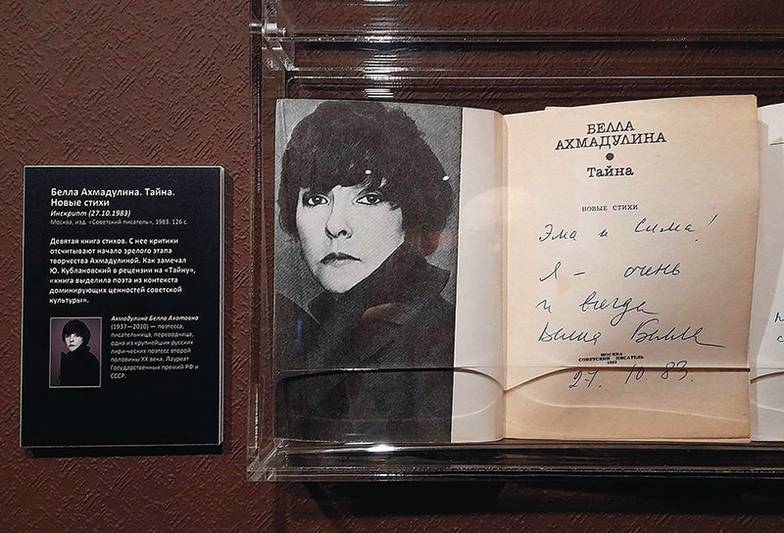 Белла Ахмадулина. Тайна.
Новые стихи
Инскрипт (27.10.1983)
Москва, изд. «Советский писатель», 1983. 126 с.
Девятая книга стихов. С нее критики
отсчитывают начало зрелого этапа
творчества Ахмадулиной. Как замечал
Ю. Кублановский в рецензии на «Тайну»,
«книга выделила поэта из контекста
доминирующих ценностей советской
культуры».
Ахмадулина Белла Ахатовна
(1937—2010) — поэтесса,
писательница, переводчица,
одна из крупнейших русских
лирических поэтесс второй
половины XX века. Лауреат
Государственных премий РФ и
СССР.
БЕЛЛА
АХМАДУЛИНА
Тайна
НОВЫЕ СТИХИ
Эма и Сима!
Я – очень
и всегда
Ваша Белла
МОСКВА
СОВЕТСКИЙ ПИСАТЕЛЬ
1983
27. 10. 83.